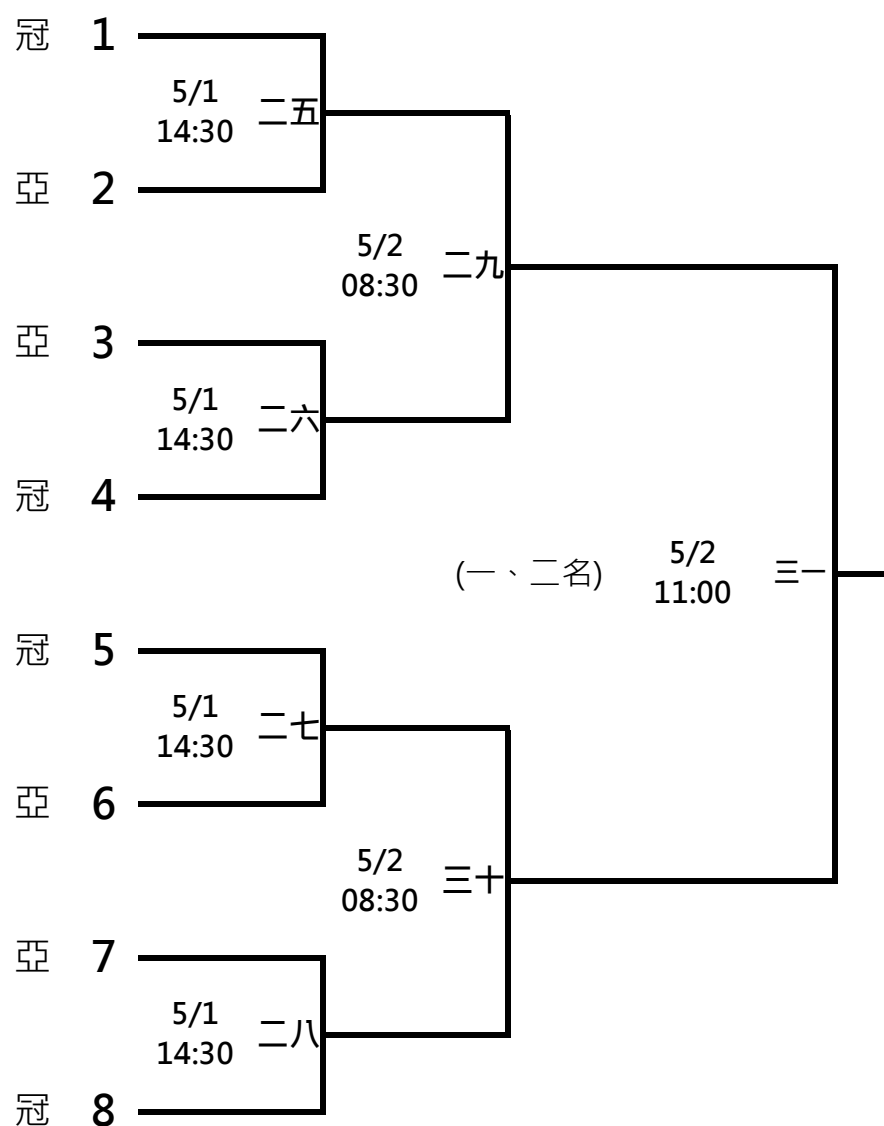 冠 1
5/1
14:30 二五
亞 2
5/2
08:30 二九
亞 3
5/1
14:30 二六
冠 4
(一、二名) 5/2
11:00 三一
冠 5
5/1
14:30 二七
亞 6
5/2
08:30 三十
亞 7
5/1
14:30 二八
冠 8